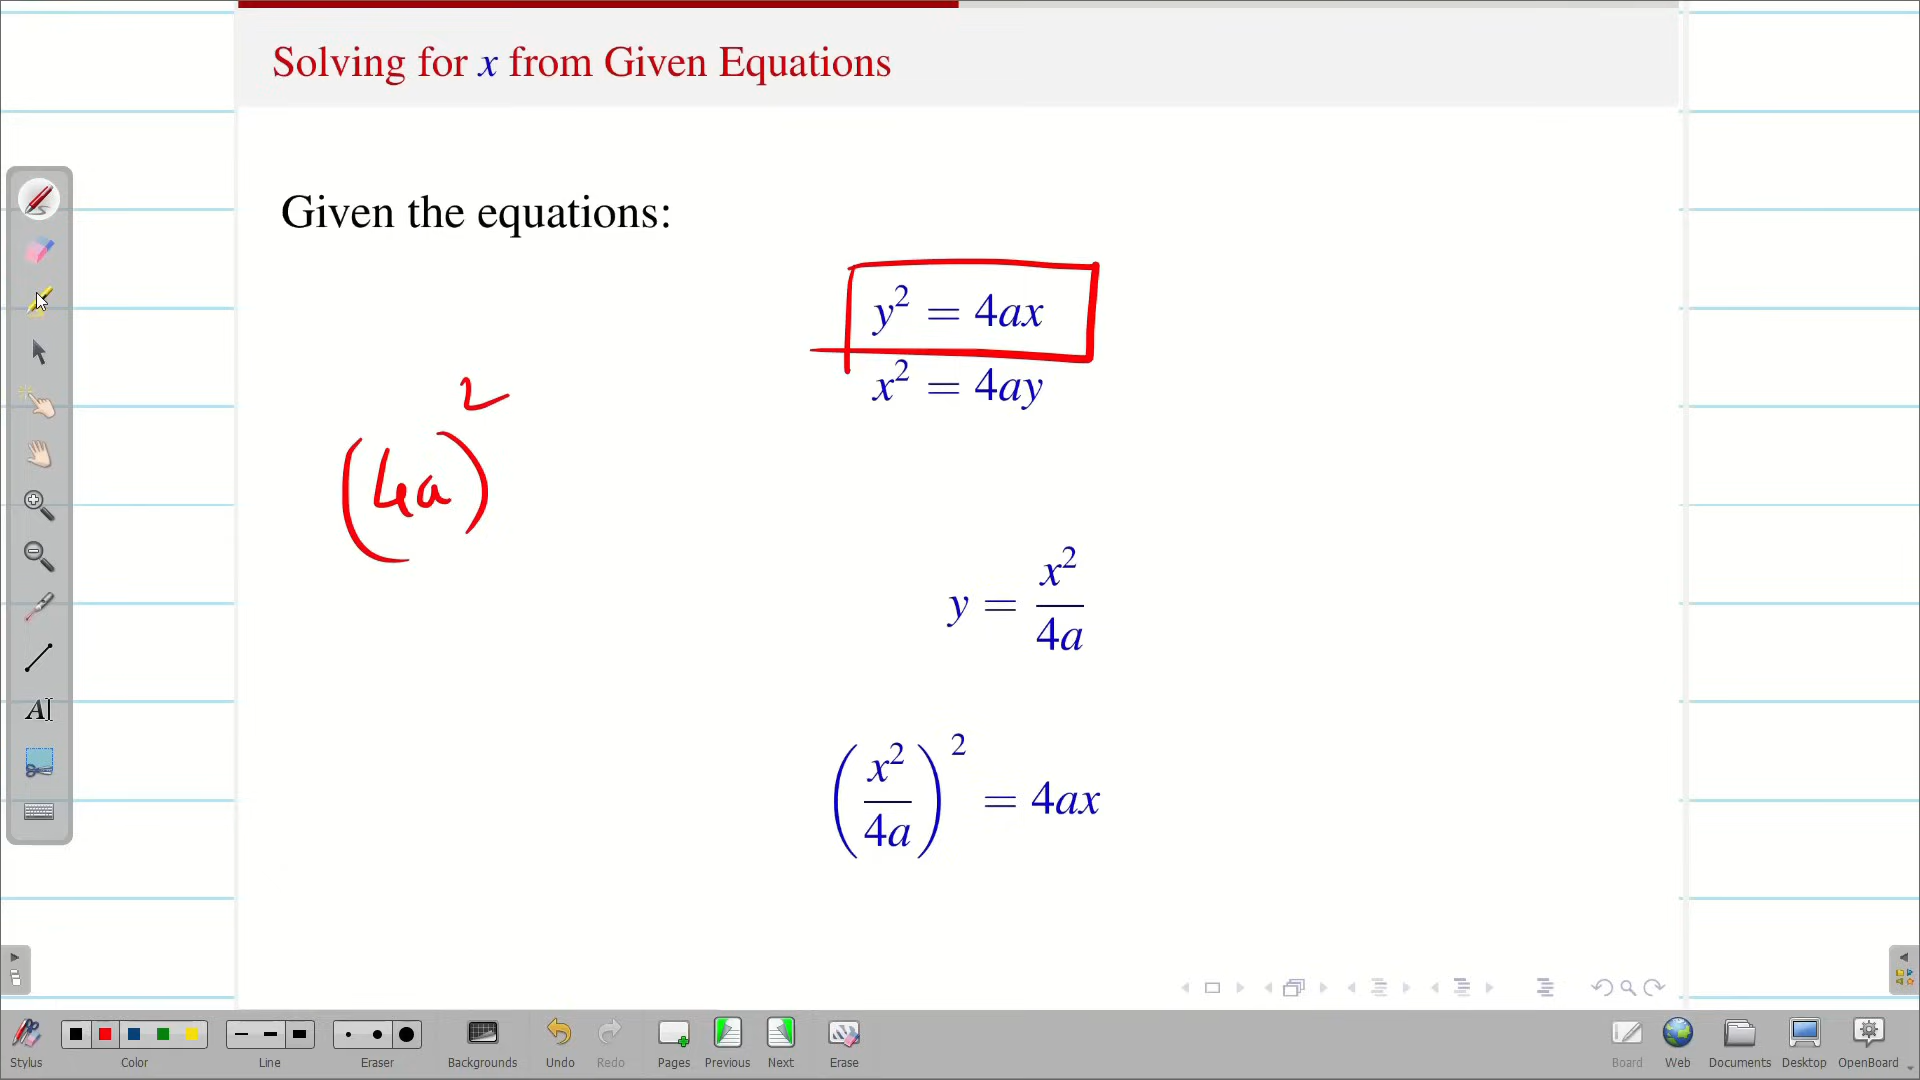 Solving for x from Given Equations
Given the equations:
y² = 4ax
x² = 4ay
(4a)²
y = x²/4a
(x²/4a)² = 4ax
AI
Stylus
Color
Line
Eraser
Backgrounds
Undo
Redo
Pages
Previous
Next
Erase
Board
Web
Documents
Desktop
OpenBoard